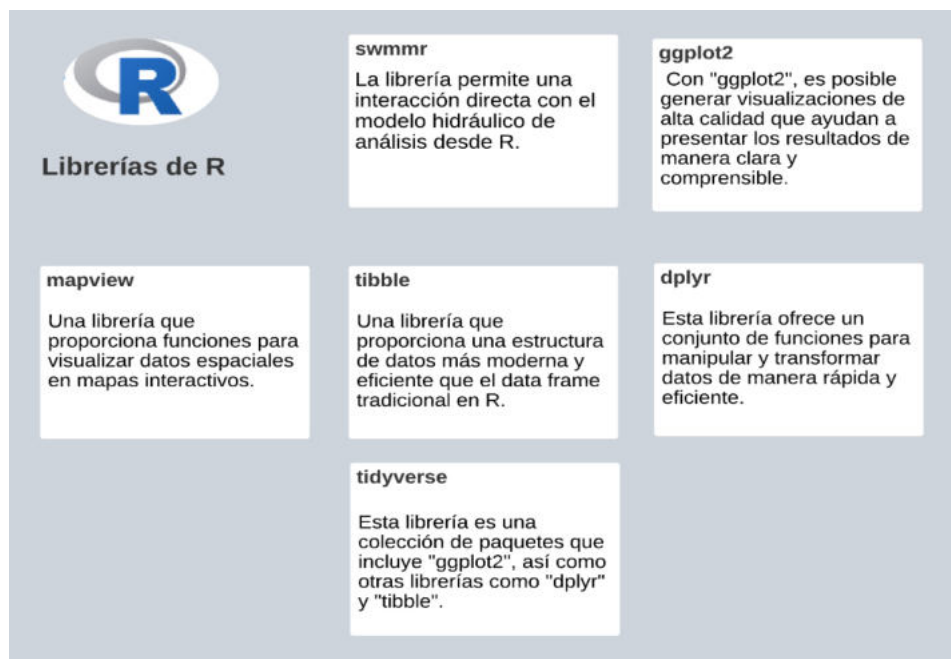 R
Librerías de R
swmmr
La librería permite una
interacción directa con el
modelo hidráulico de
análisis desde R.
ggplot2
Con "ggplot2", es posible
generar visualizaciones de
alta calidad que ayudan a
presentar los resultados de
manera clara y
comprensible.
mapview
Una librería que
proporciona funciones para
visualizar datos espaciales
en mapas interactivos.
tibble
Una librería que
proporciona una estructura
de datos más moderna y
eficiente que el data frame
tradicional en R.
dplyr
Esta librería ofrece un
conjunto de funciones para
manipular y transformar
datos de manera rápida y
eficiente.
tidyverse
Esta librería es una
colección de paquetes que
incluye "ggplot2", así como
otras librerías como "dplyr"
y "tibble".